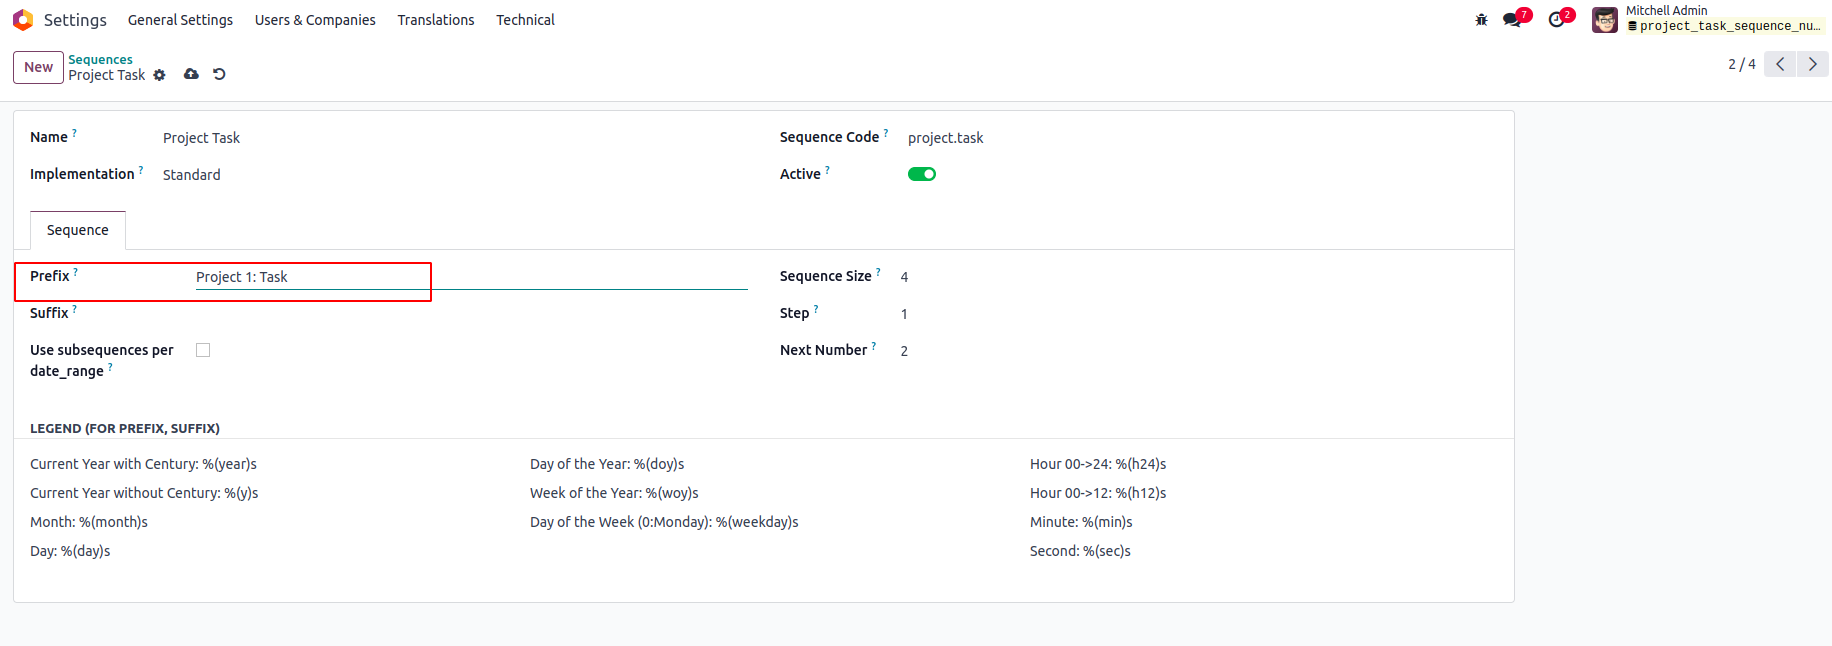 Settings General Settings Users & Companies Translations Technical 7 2 Mitchell Admin
project_task_sequence_nu...
New Sequences
Project Task 2 / 4
Name ? Project Task Sequence Code ? project.task
Implementation ? Standard Active ?
Sequence
Prefix ? Project 1: Task Sequence Size ? 4
Suffix ? Step ? 1
Use subsequences per Next Number ? 2
date_range ?
LEGEND (FOR PREFIX, SUFFIX)
Current Year with Century: %(year)s Day of the Year: %(doy)s Hour 00->24: %(h24)s
Current Year without Century: %(y)s Week of the Year: %(woy)s Hour 00->12: %(h12)s
Month: %(month)s Day of the Week (0:Monday): %(weekday)s Minute: %(min)s
Day: %(day)s Second: %(sec)s